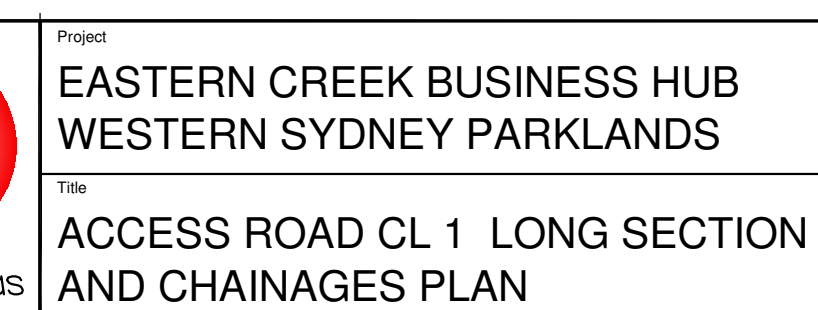 Project
EASTERN CREEK BUSINESS HUB
WESTERN SYDNEY PARKLANDS
Title
ACCESS ROAD CL 1 LONG SECTION
AND CHAINAGES PLAN